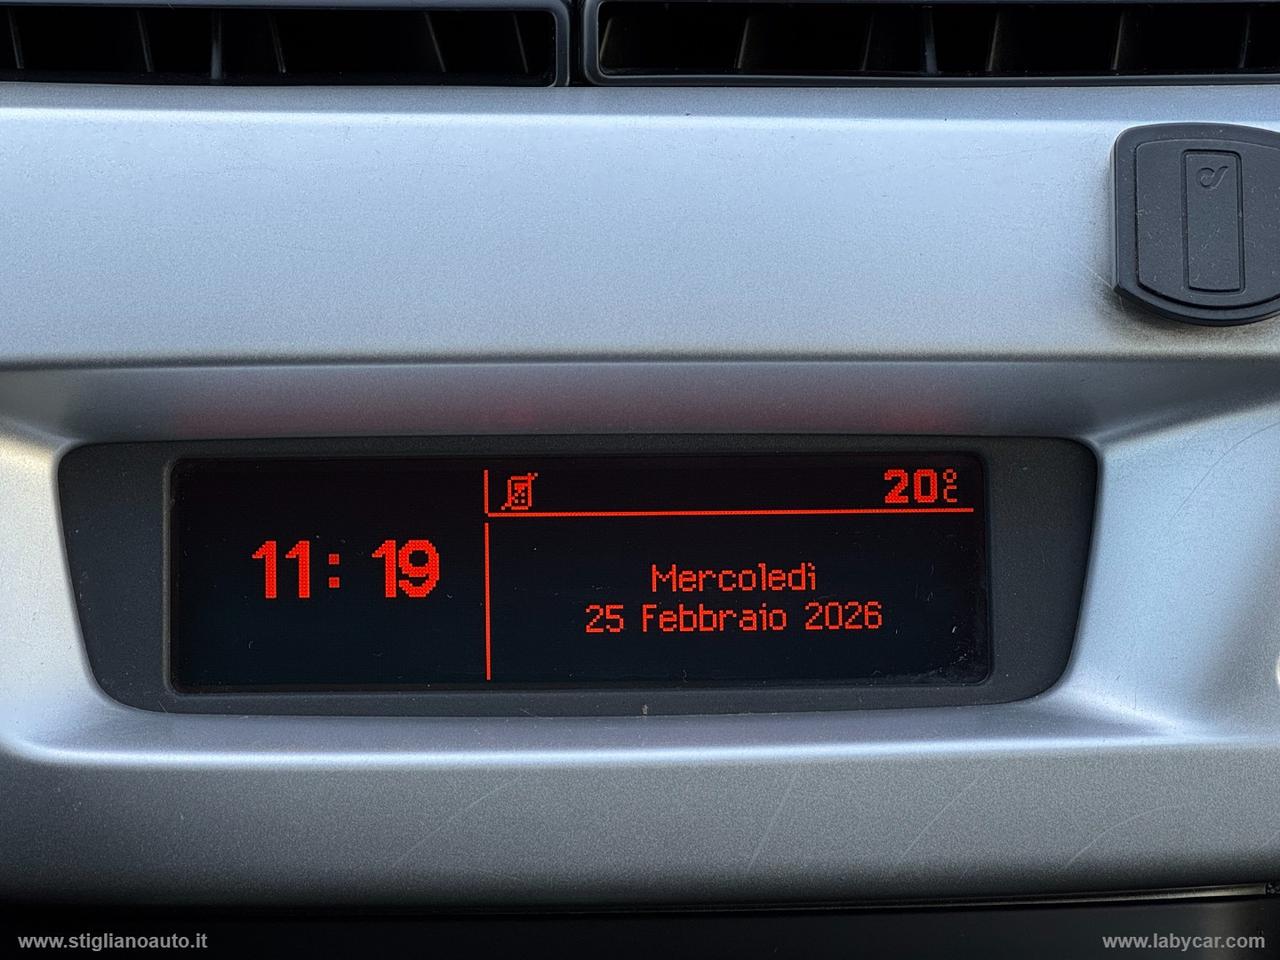 11:19
20°C
Mercoledì
25 Febbraio 2026
www.stiglianoauto.it
www.labycar.com